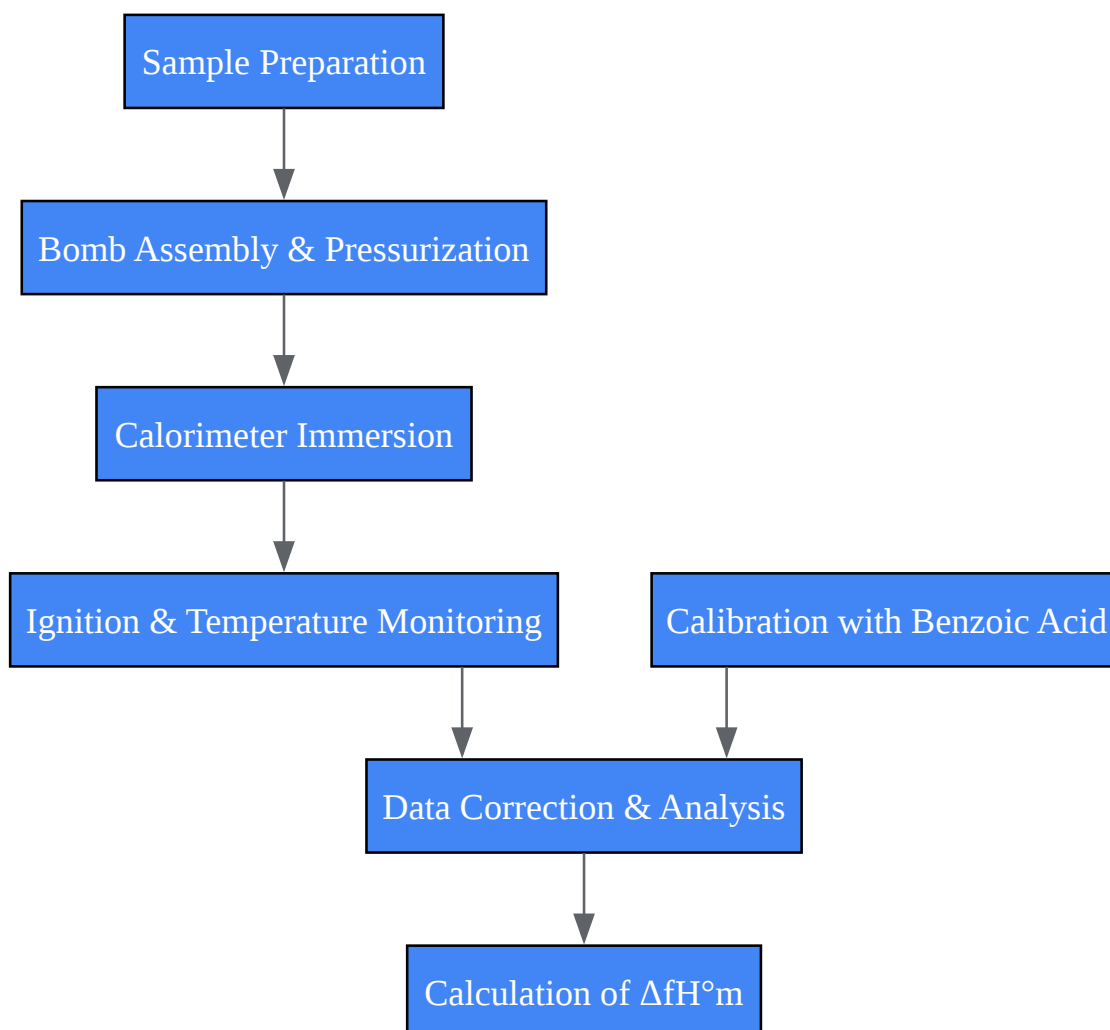 Sample Preparation
Bomb Assembly & Pressurization
Calorimeter Immersion
Ignition & Temperature Monitoring
Calibration with Benzoic Acid
Data Correction & Analysis
Calculation of ΔfH°m